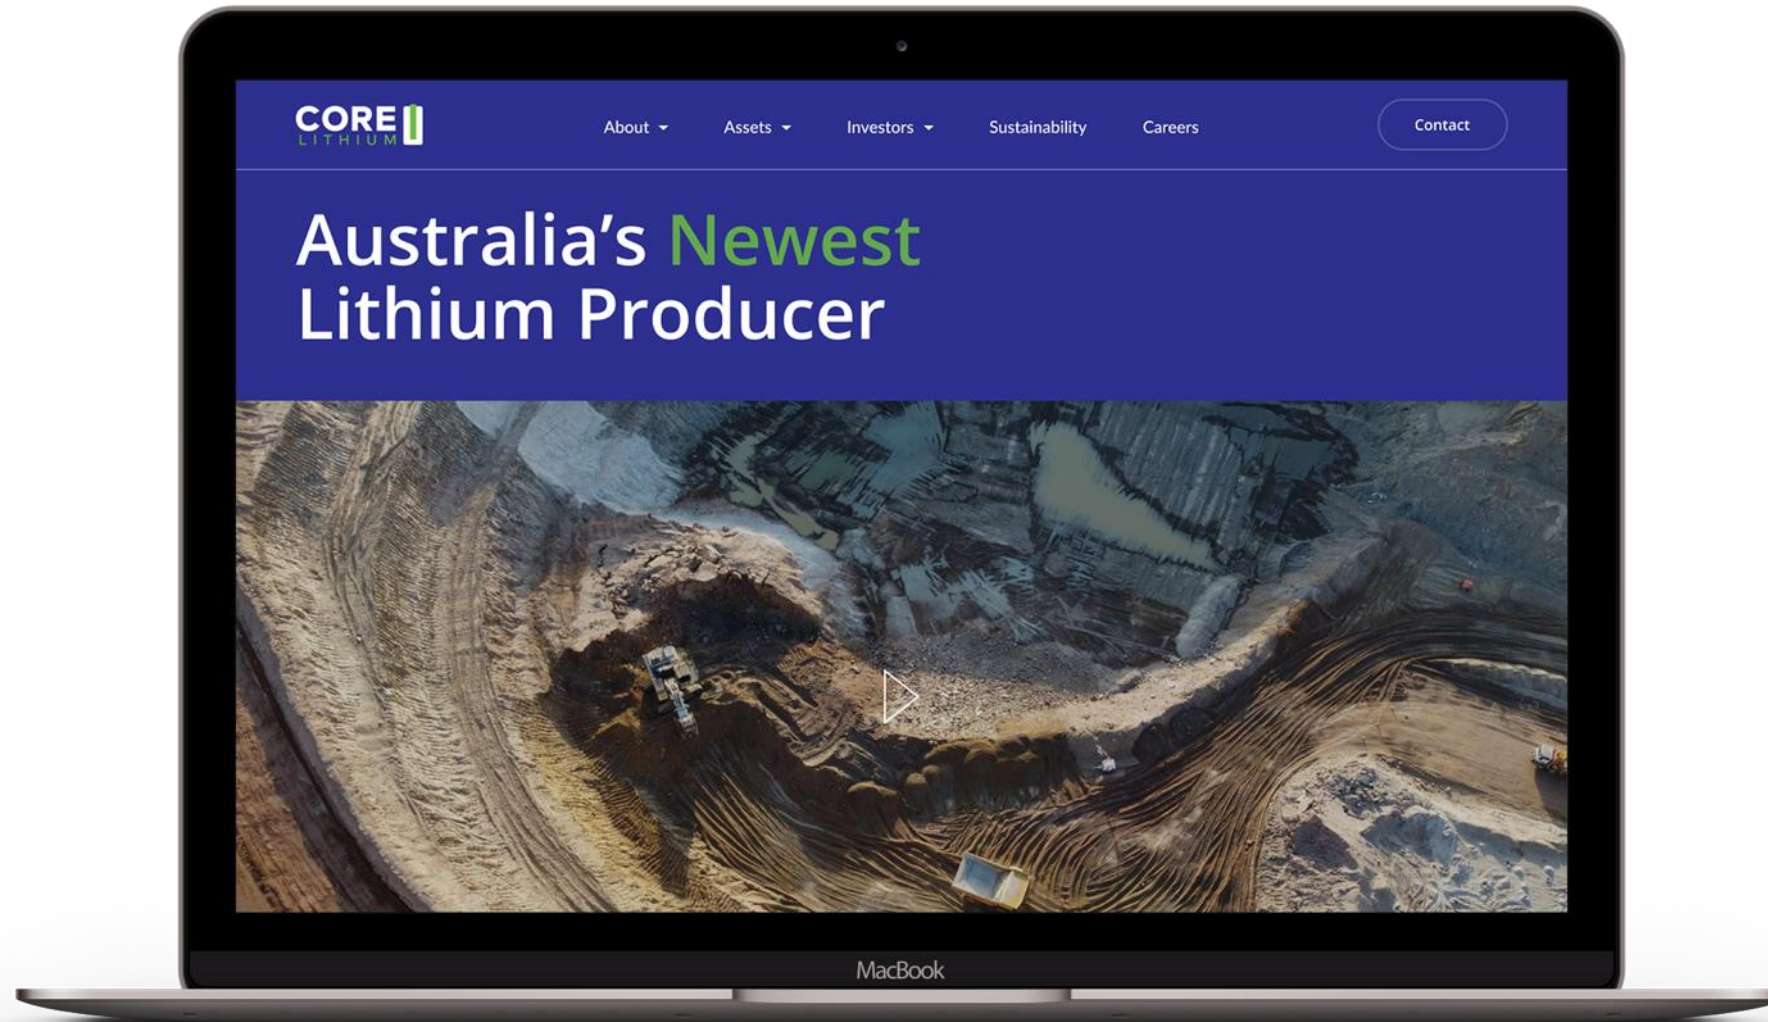 CORE
LITHIUM
About
Assets
Investors
Sustainability
Careers
Contact
Australia’s Newest
Lithium Producer
MacBook